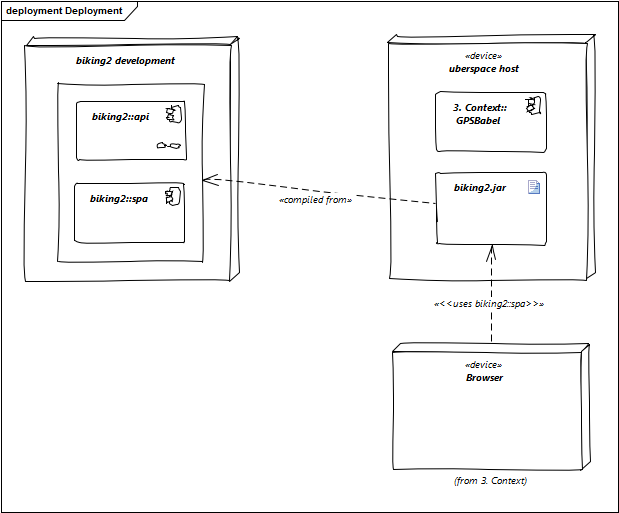 deployment Deployment
biking2 development
biking2::api
biking2::spa
«device»
uberspace host
3. Context::
GPSBabel
biking2.jar
«compiled from»
«<<uses biking2::spa>>»
«device»
Browser
(from 3. Context)